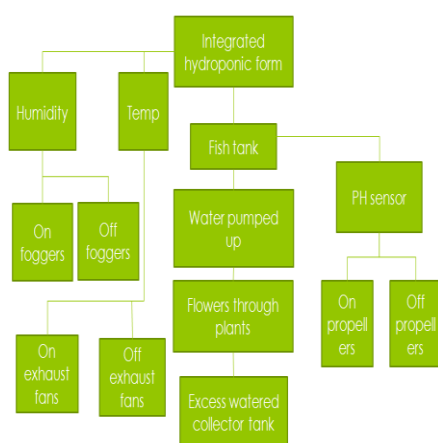 Integrated
hydroponic form
Humidity
Temp
Fish tank
PH sensor
On
foggers
Off
foggers
Water pumped
up
On
propell
ers
Off
propell
ers
Flowers through
plants
On
exhaust
fans
Off
exhaust
fans
Excess watered
collector tank